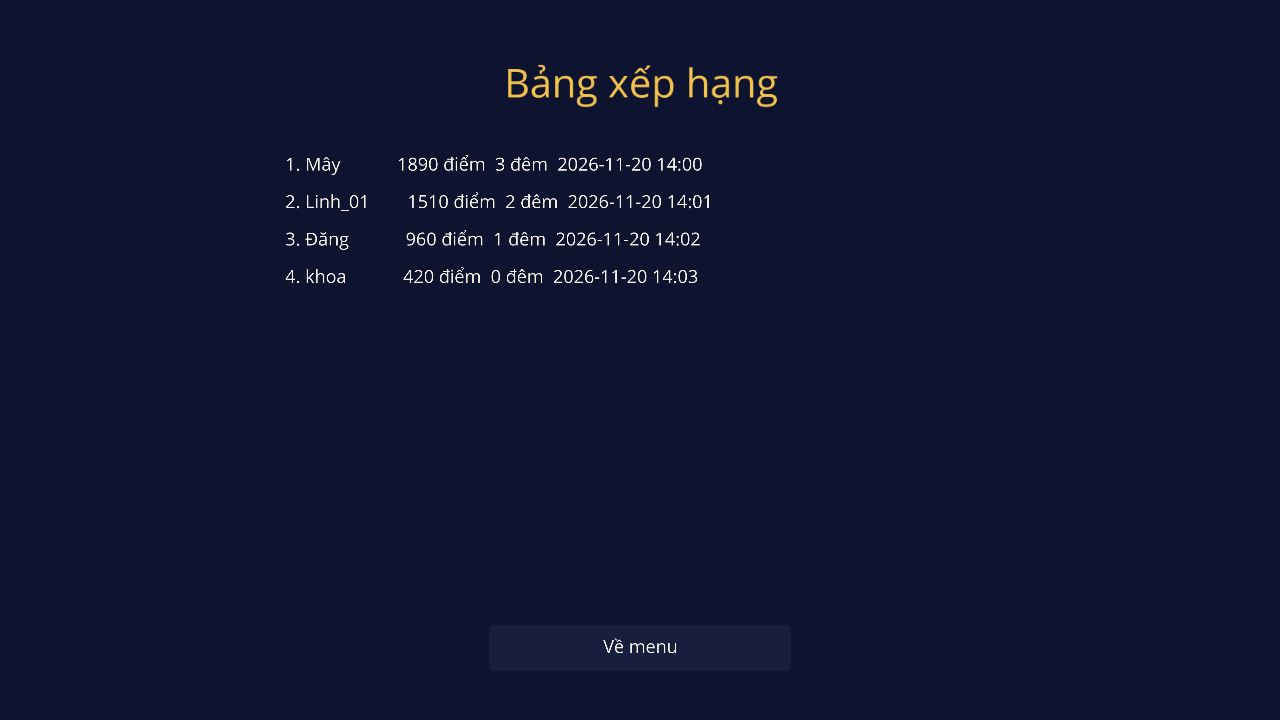 Bảng xếp hạng
1. Mây 1890 điểm 3 đêm 2026-11-20 14:00
2. Linh_01 1510 điểm 2 đêm 2026-11-20 14:01
3. Đăng 960 điểm 1 đêm 2026-11-20 14:02
4. khoa 420 điểm 0 đêm 2026-11-20 14:03
Về menu